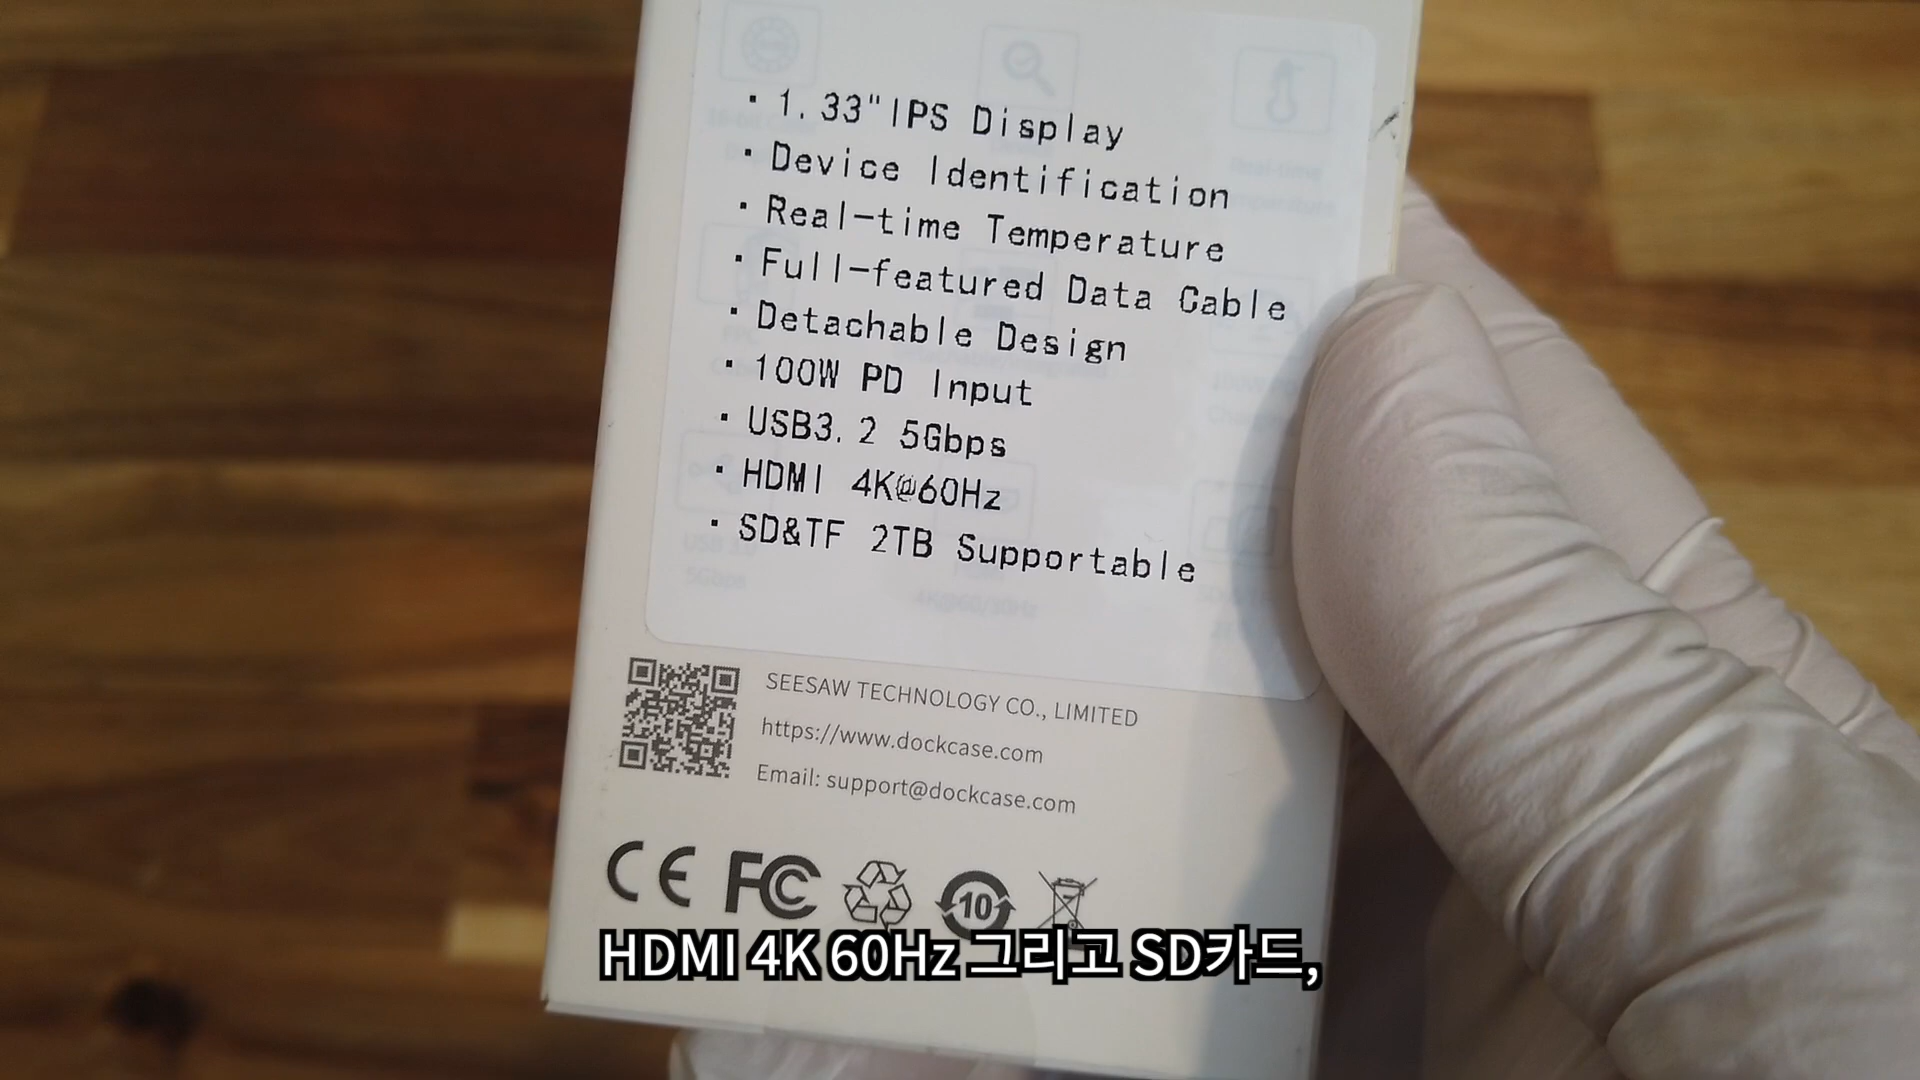 · 1.33"IPS Display
· Device Identification
· Real-time Temperature
· Full-featured Data Cable
· Detachable Design
· 100W PD Input
· USB3.2 5Gbps
· HDMI 4K@60Hz
· SD&TF 2TB Supportable
SEESAW TECHNOLOGY CO., LIMITED
https://www.dockcase.com
Email: support@dockcase.com
CE FC 10
HDMI 4K 60Hz 그리고 SD카드,